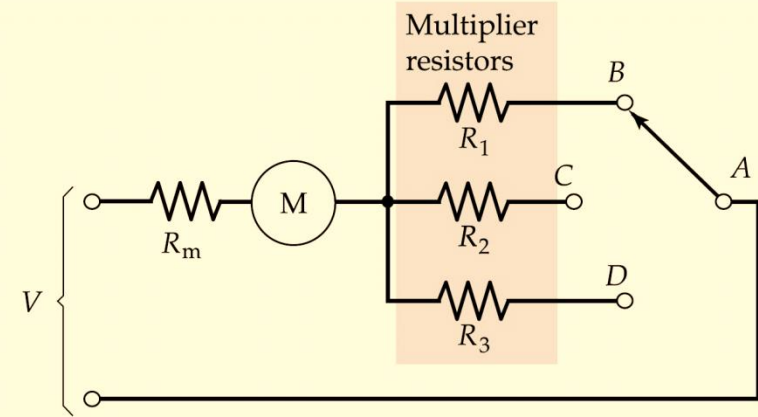 Multiplier
resistors
B
R1
A
C
M
Rm
R2
D
V
R3